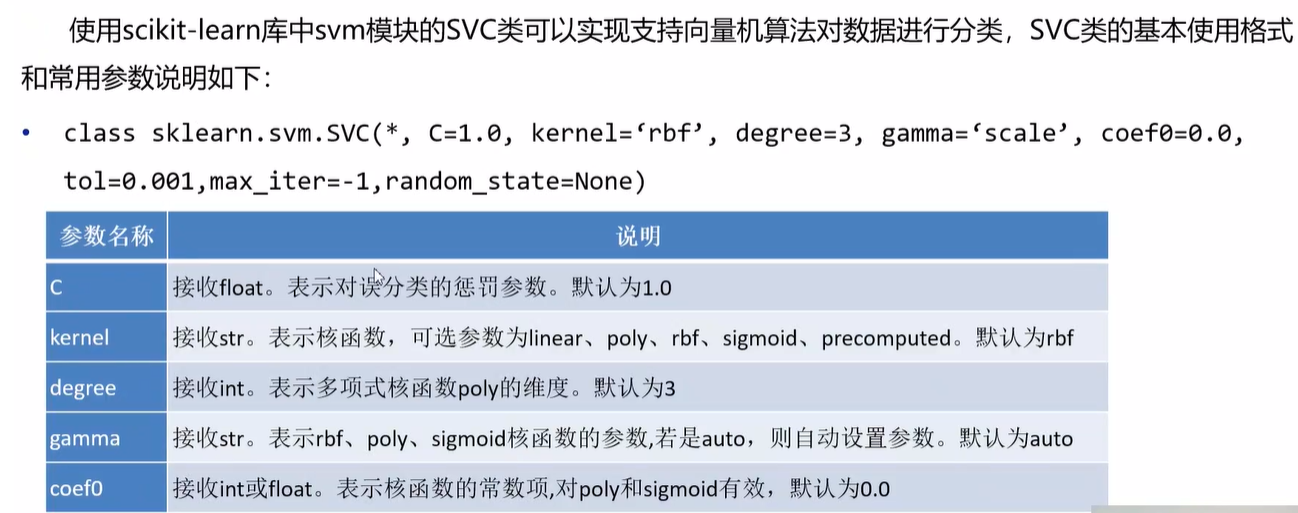 使用scikit-learn库中svm模块的SVC类可以实现支持向量机算法对数据进行分类，SVC类的基本使用格式
和常用参数说明如下：
• class sklearn.svm.SVC(*, C=1.0, kernel=‘rbf’, degree=3, gamma=‘scale’, coef0=0.0,
tol=0.001,max_iter=-1,random_state=None)
参数名称 说明
C 接收float。表示对误分类的惩罚参数。默认为1.0
kernel 接收str。表示核函数，可选参数为linear、poly、rbf、sigmoid、precomputed。默认为rbf
degree 接收int。表示多项式核函数poly的维度。默认为3
gamma 接收str。表示rbf、poly、sigmoid核函数的参数,若是auto，则自动设置参数。默认为auto
coef0 接收int或float。表示核函数的常数项,对poly和sigmoid有效，默认为0.0